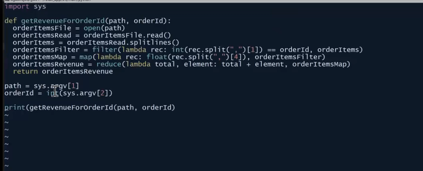 import sys
def getRevenueForOrderId(path, orderId):
orderItemsFile = open(path)
orderItemsRead = orderItemsFile.read()
orderItems = orderItemsRead.splitlines()
orderItemsFilter = filter(lambda rec: int(rec.split(",")[1]) == orderId, orderItems)
orderItemsMap = map(lambda rec: float(rec.split(",")[4]), orderItemsFilter)
orderItemsRevenue = reduce(lambda total, element: total + element, orderItemsMap)
return orderItemsRevenue
path = sys.argv[1]
orderId = int(sys.argv[2])
print(getRevenueForOrderId(path, orderId)
~
~
~
~
~
~